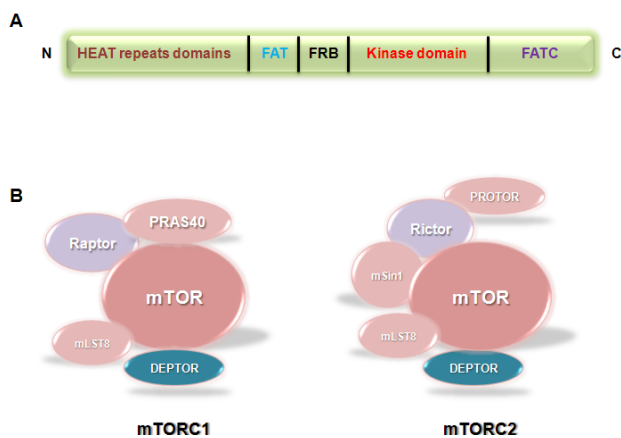 A
N HEAT repeats domains FAT FRB Kinase domain FATC C
B
PRAS40
Raptor
mTOR
mLST8
DEPTOR
mTORC1
PROTOR
Rictor
mSin1
mTOR
mLST8
DEPTOR
mTORC2